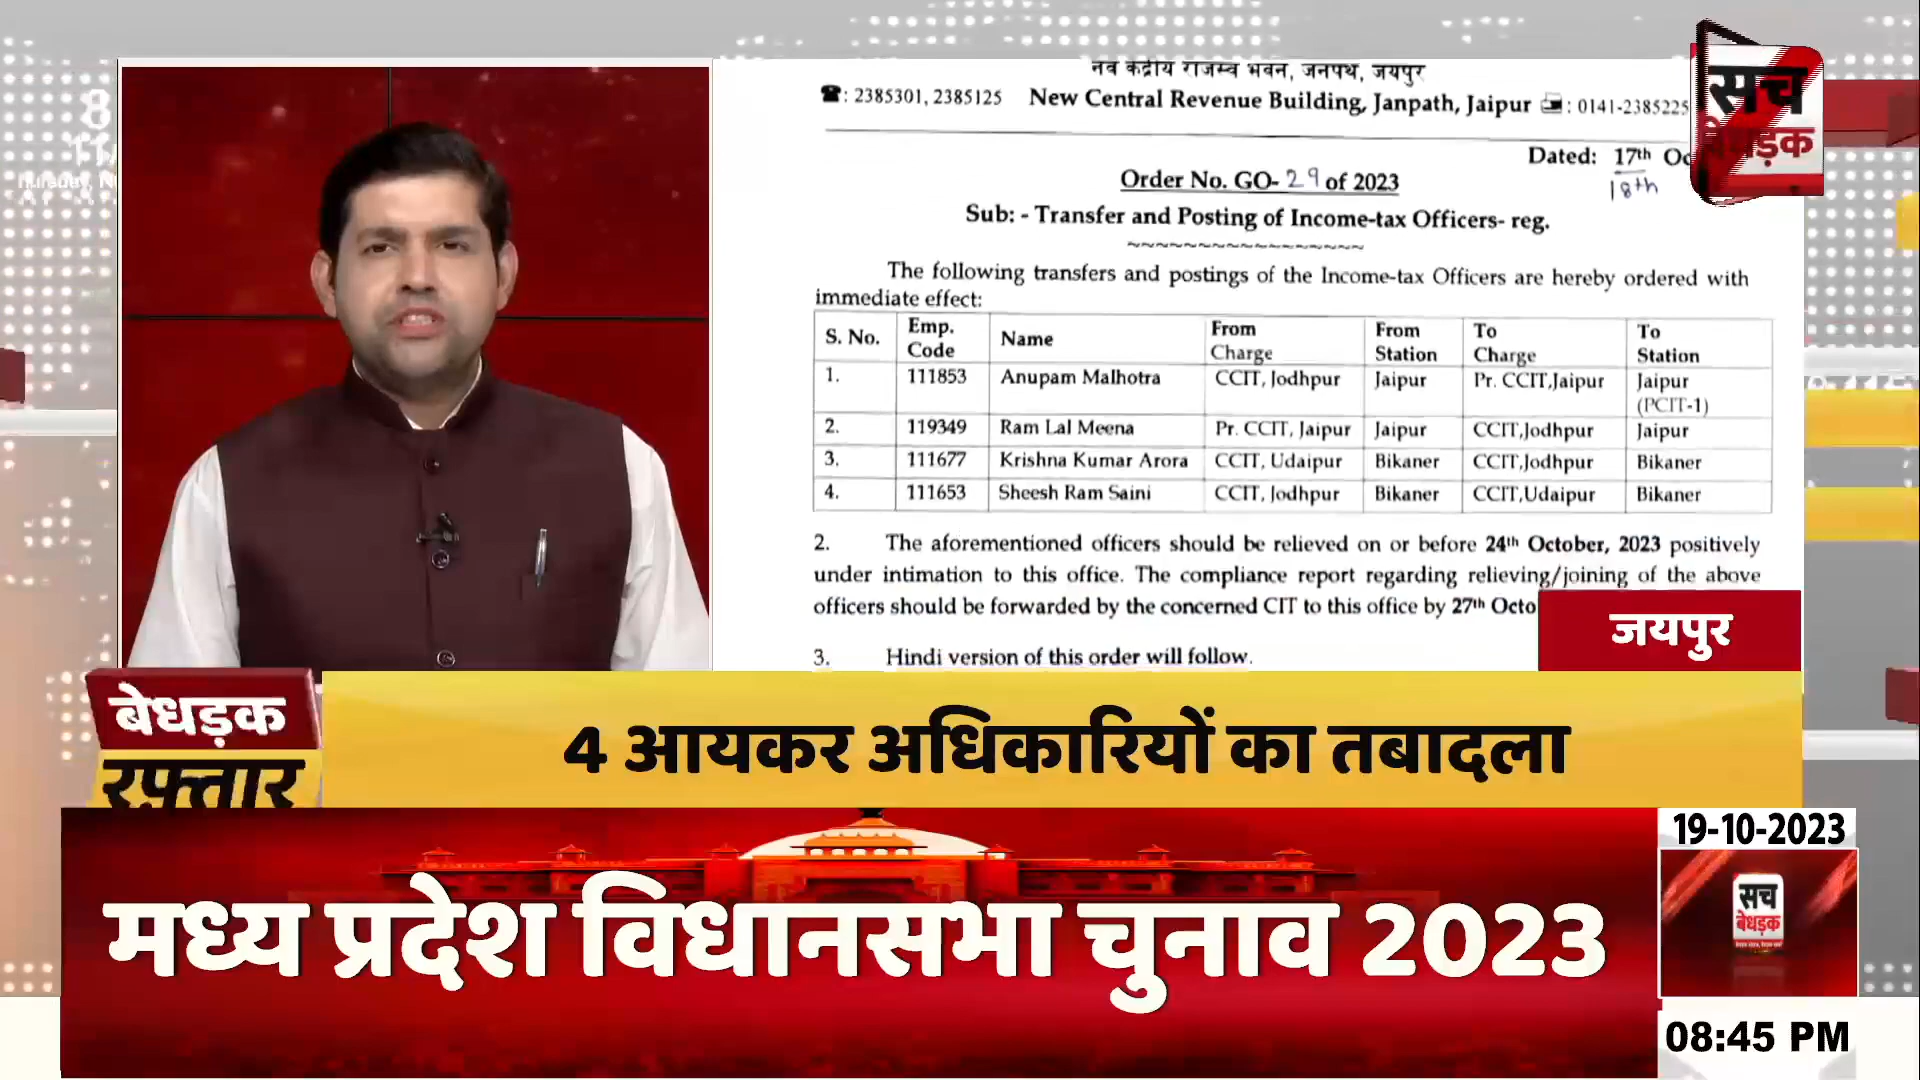 नव केंद्रीय राजस्व भवन, जनपथ, जयपुर
☎: 2385301, 2385125 New Central Revenue Building, Janpath, Jaipur : 0141-2385225
सच
बेधड़क
Dated: 17th Oc
18th
Order No. GO- 29 of 2023
Sub: - Transfer and Posting of Income-tax Officers- reg.
The following transfers and postings of the Income-tax Officers are hereby ordered with
immediate effect:
S. No. Emp. Code Name From Charge From Station To Charge To Station
1. 111853 Anupam Malhotra CCIT, Jodhpur Jaipur Pr. CCIT,Jaipur Jaipur (PCIT-1)
2. 119349 Ram Lal Meena Pr. CCIT, Jaipur Jaipur CCIT,Jodhpur Jaipur
3. 111677 Krishna Kumar Arora CCIT, Udaipur Bikaner CCIT,Jodhpur Bikaner
4. 111653 Sheesh Ram Saini CCIT, Jodhpur Bikaner CCIT,Udaipur Bikaner
2. The aforementioned officers should be relieved on or before 24th October, 2023 positively
under intimation to this office. The compliance report regarding relieving/joining of the above
officers should be forwarded by the concerned CIT to this office by 27th Octo
3. Hindi version of this order will follow.
जयपुर
बेधड़क
रफ़्तार
4 आयकर अधिकारियों का तबादला
मध्य प्रदेश विधानसभा चुनाव 2023
19-10-2023
सच
बेधड़क
08:45 PM